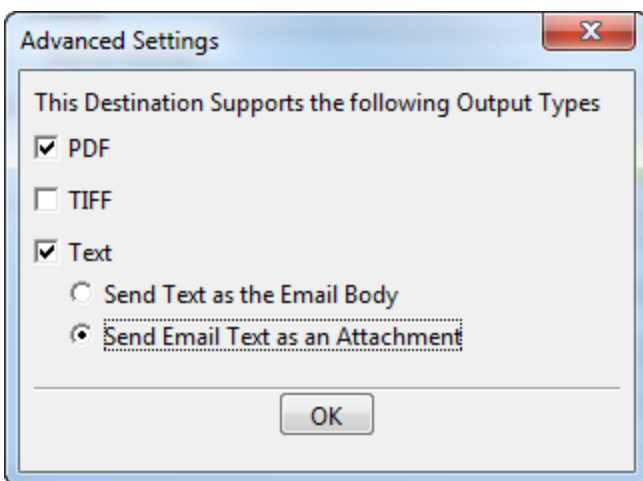 Advanced Settings
This Destination Supports the following Output Types
PDF
TIFF
Text
Send Text as the Email Body
Send Email Text as an Attachment
OK